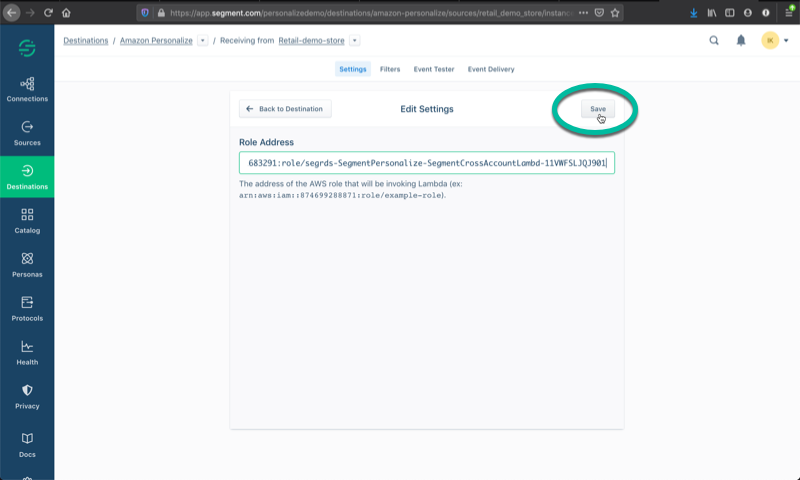 https://app.segment.com/personalizedemo/destinations/amazon-personalize/sources/retail_demo_store/instanc
Destinations / Amazon Personalize / Receiving from Retail-demo-store
IK
Settings Filters Event Tester Event Delivery
Connections
Sources
Destinations
Catalog
Personas
Protocols
Health
Privacy
Docs
← Back to Destination
Edit Settings
Save
Role Address
683291:role/segrds-SegmentPersonalize-SegmentCrossAccountLambd-11VWFSLJQJ901
The address of the AWS role that will be invoking Lambda (ex:
arn:aws:iam::874699288871:role/example-role).